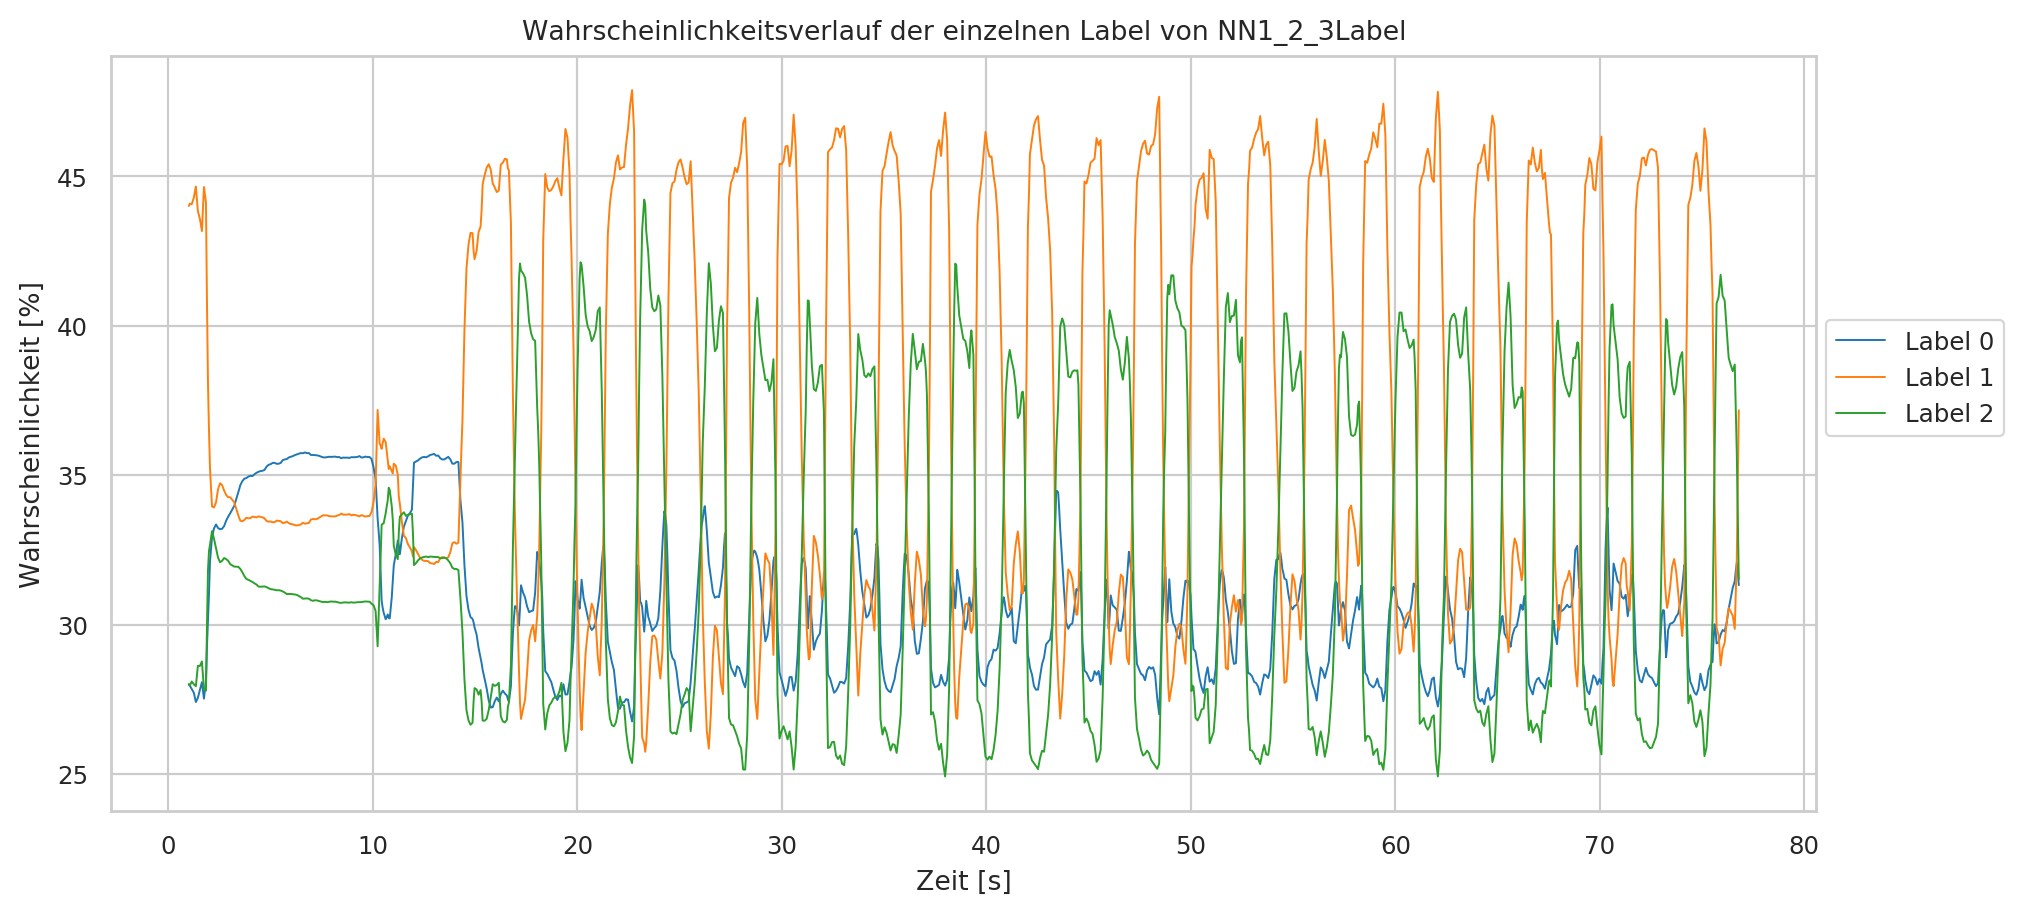 Wahrscheinlichkeitsverlauf der einzelnen Label von NN1_2_3Label
Wahrscheinlichkeit [%]
45
40
35
30
25
0 10 20 30 40 50 60 70 80
Zeit [s]
Label 0
Label 1
Label 2